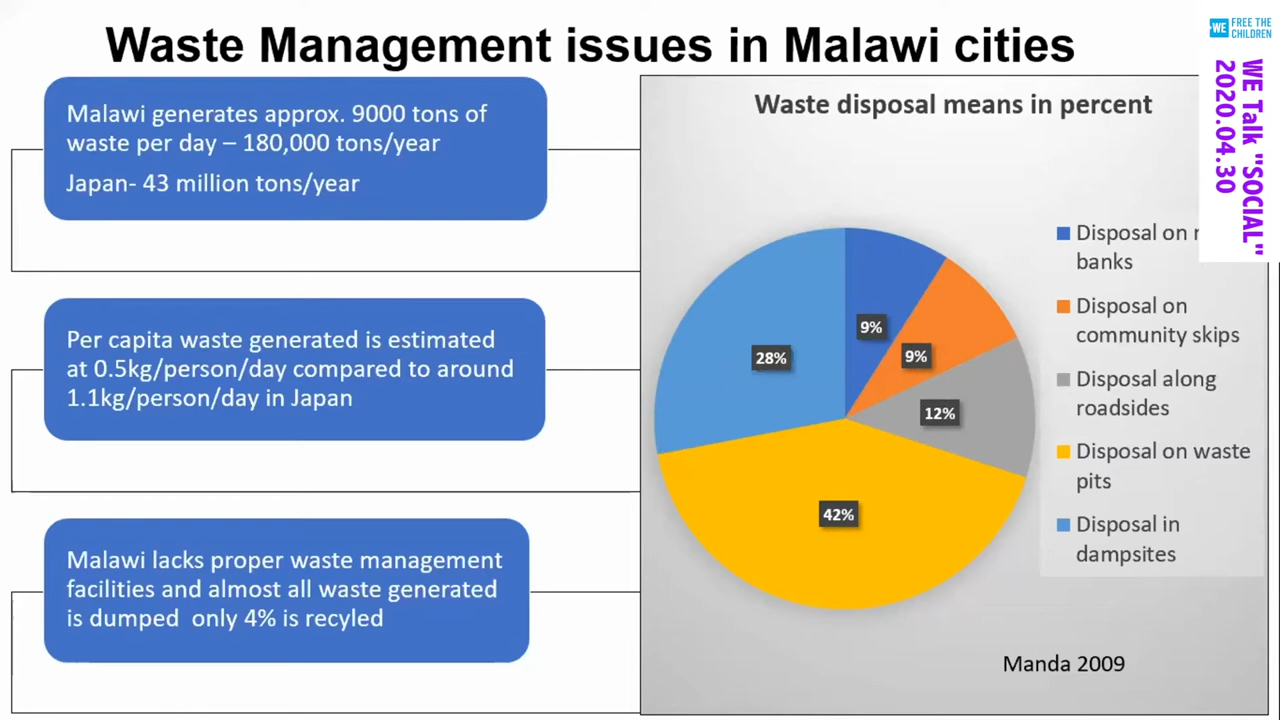 Waste Management issues in Malawi cities
WE FREE THE
CHILDREN
WE Talk "SOCIAL"
2020.04.30
Malawi generates approx. 9000 tons of
waste per day – 180,000 tons/year
Japan- 43 million tons/year
Per capita waste generated is estimated
at 0.5kg/person/day compared to around
1.1kg/person/day in Japan
Malawi lacks proper waste management
facilities and almost all waste generated
is dumped only 4% is recyled
Waste disposal means in percent
9%
9%
12%
42%
28%
Disposal on
banks
Disposal on
community skips
Disposal along
roadsides
Disposal on waste
pits
Disposal in
dampsites
Manda 2009